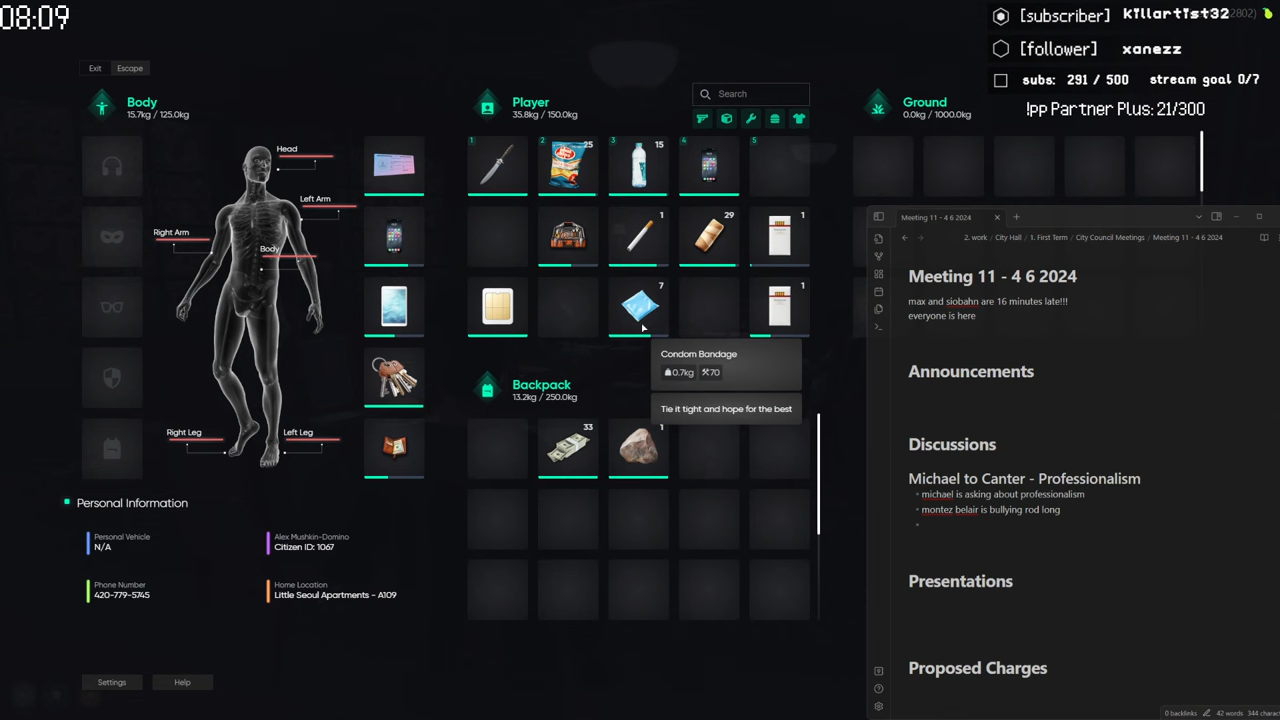 08:09
[subscriber] killartist32
[follower] xanezz
subs: 291 / 500 stream goal 0/7
!pp Partner Plus: 21/300
Exit Escape
Body
15.7kg / 125.0kg
Head
Left Arm
Right Arm
Body
Right Leg
Left Leg
Personal Information
Personal Vehicle
N/A
Alex Mushkin-Domino
Citizen ID: 1067
Phone Number
420-779-5745
Home Location
Little Seoul Apartments - A109
Settings Help
Player
35.8kg / 150.0kg
Search
1 2 25 3 15 4 5
1 29 1
7 1
Condom Bandage
0.7kg 70
Tie it tight and hope for the best
Backpack
13.2kg / 250.0kg
33 1
Ground
0.0kg / 1000.0kg
Meeting 11 - 4 6 2024
2. work / City Hall / 1. First Term / City Council Meetings / Meeting 11 - 4 6 2024
Meeting 11 - 4 6 2024
max and siobahn are 16 minutes late!!!
everyone is here
Announcements
Discussions
Michael to Canter - Professionalism
michael is asking about professionalism
montez belair is bullying rod long
Presentations
Proposed Charges
0 backlinks 42 words 344 charac